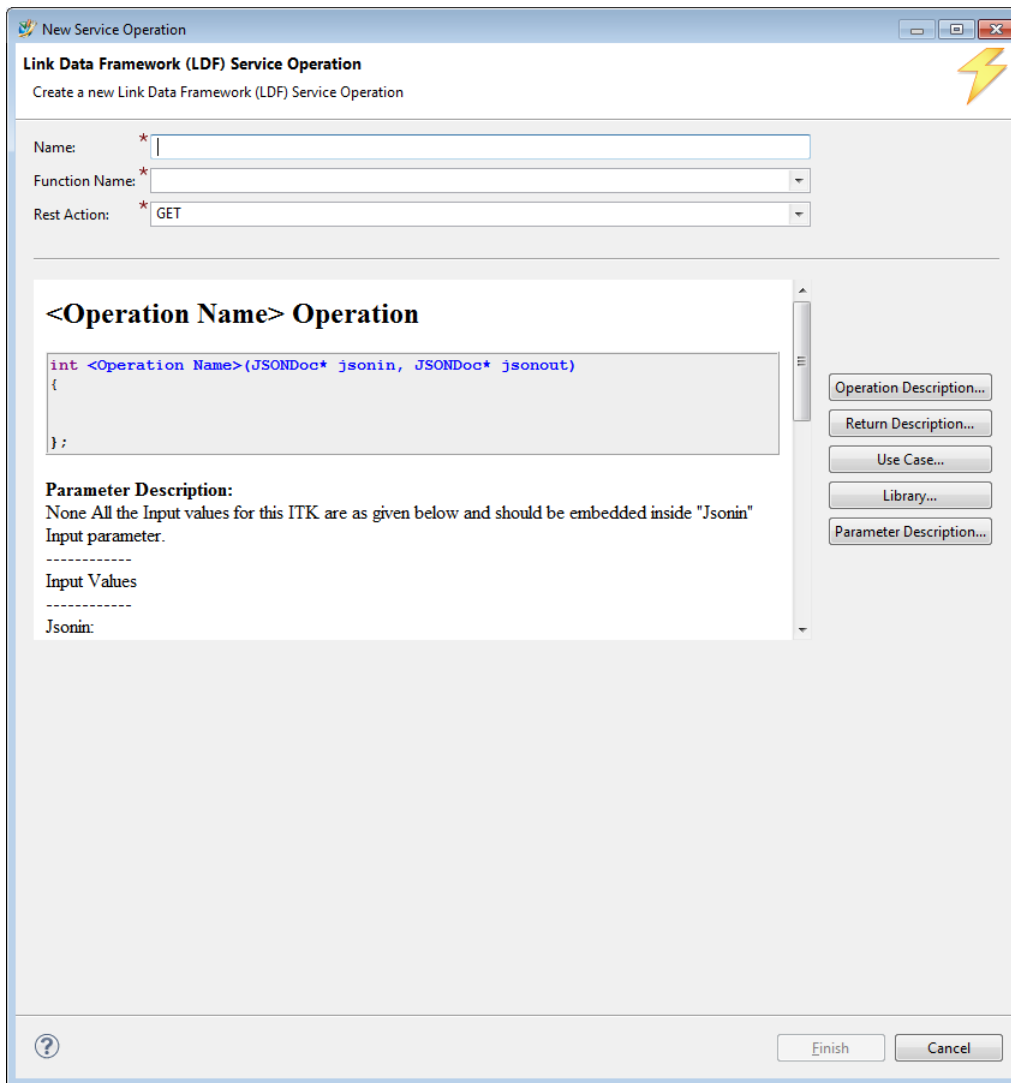 New Service Operation
Link Data Framework (LDF) Service Operation
Create a new Link Data Framework (LDF) Service Operation
Name: *
Function Name: *
Rest Action: * GET
<Operation Name> Operation
int <Operation Name>(JSONDoc* jsonin, JSONDoc* jsonout)
{
};
Parameter Description:
None All the Input values for this ITK are as given below and should be embedded inside "Jsonin"
Input parameter.
------------
Input Values
------------
Jsonin:
Operation Description...
Return Description...
Use Case...
Library...
Parameter Description...
?
Finish
Cancel